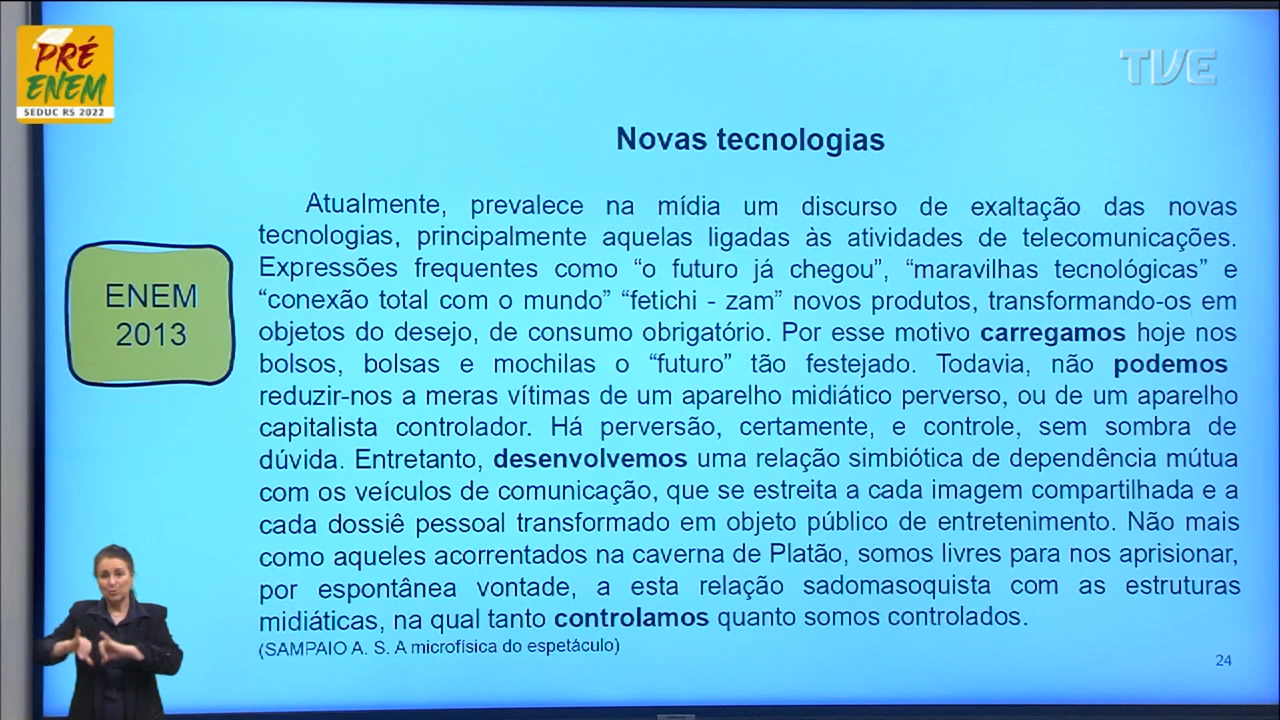 PRÉ
ENEM
SEDUC RS 2022
TVE
Novas tecnologias
Atualmente, prevalece na mídia um discurso de exaltação das novas
tecnologias, principalmente aquelas ligadas às atividades de telecomunicações.
Expressões frequentes como “o futuro já chegou”, “maravilhas tecnológicas” e
“conexão total com o mundo” “fetichi - zam” novos produtos, transformando-os em
objetos do desejo, de consumo obrigatório. Por esse motivo carregamos hoje nos
bolsos, bolsas e mochilas o “futuro” tão festejado. Todavia, não podemos
reduzir-nos a meras vítimas de um aparelho midiático perverso, ou de um aparelho
capitalista controlador. Há perversão, certamente, e controle, sem sombra de
dúvida. Entretanto, desenvolvemos uma relação simbiótica de dependência mútua
com os veículos de comunicação, que se estreita a cada imagem compartilhada e a
cada dossiê pessoal transformado em objeto público de entretenimento. Não mais
como aqueles acorrentados na caverna de Platão, somos livres para nos aprisionar,
por espontânea vontade, a esta relação sadomasoquista com as estruturas
midiáticas, na qual tanto controlamos quanto somos controlados.
(SAMPAIO A. S. A microfísica do espetáculo)
ENEM
2013
24